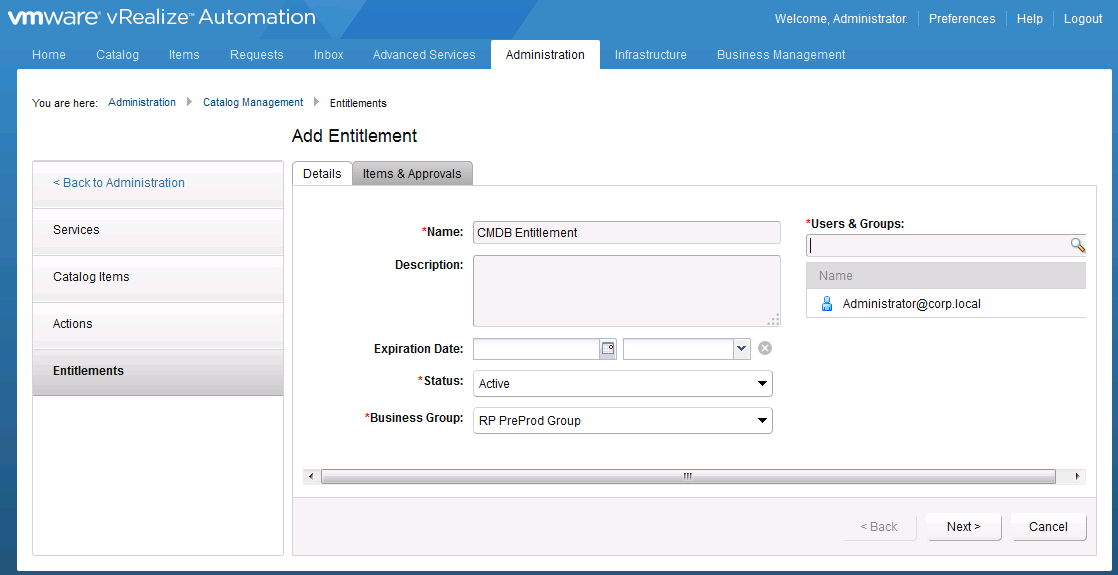 vmware® vRealize™ Automation
Welcome, Administrator. Preferences Help Logout
Home Catalog Items Requests Inbox Advanced Services Administration Infrastructure Business Management
You are here: Administration Catalog Management Entitlements
Add Entitlement
< Back to Administration
Services
Catalog Items
Actions
Entitlements
Details Items & Approvals
*Name: CMDB Entitlement
Description:
Expiration Date:
*Status: Active
*Business Group: RP PreProd Group
*Users & Groups:
Name
Administrator@corp.local
< Back Next > Cancel